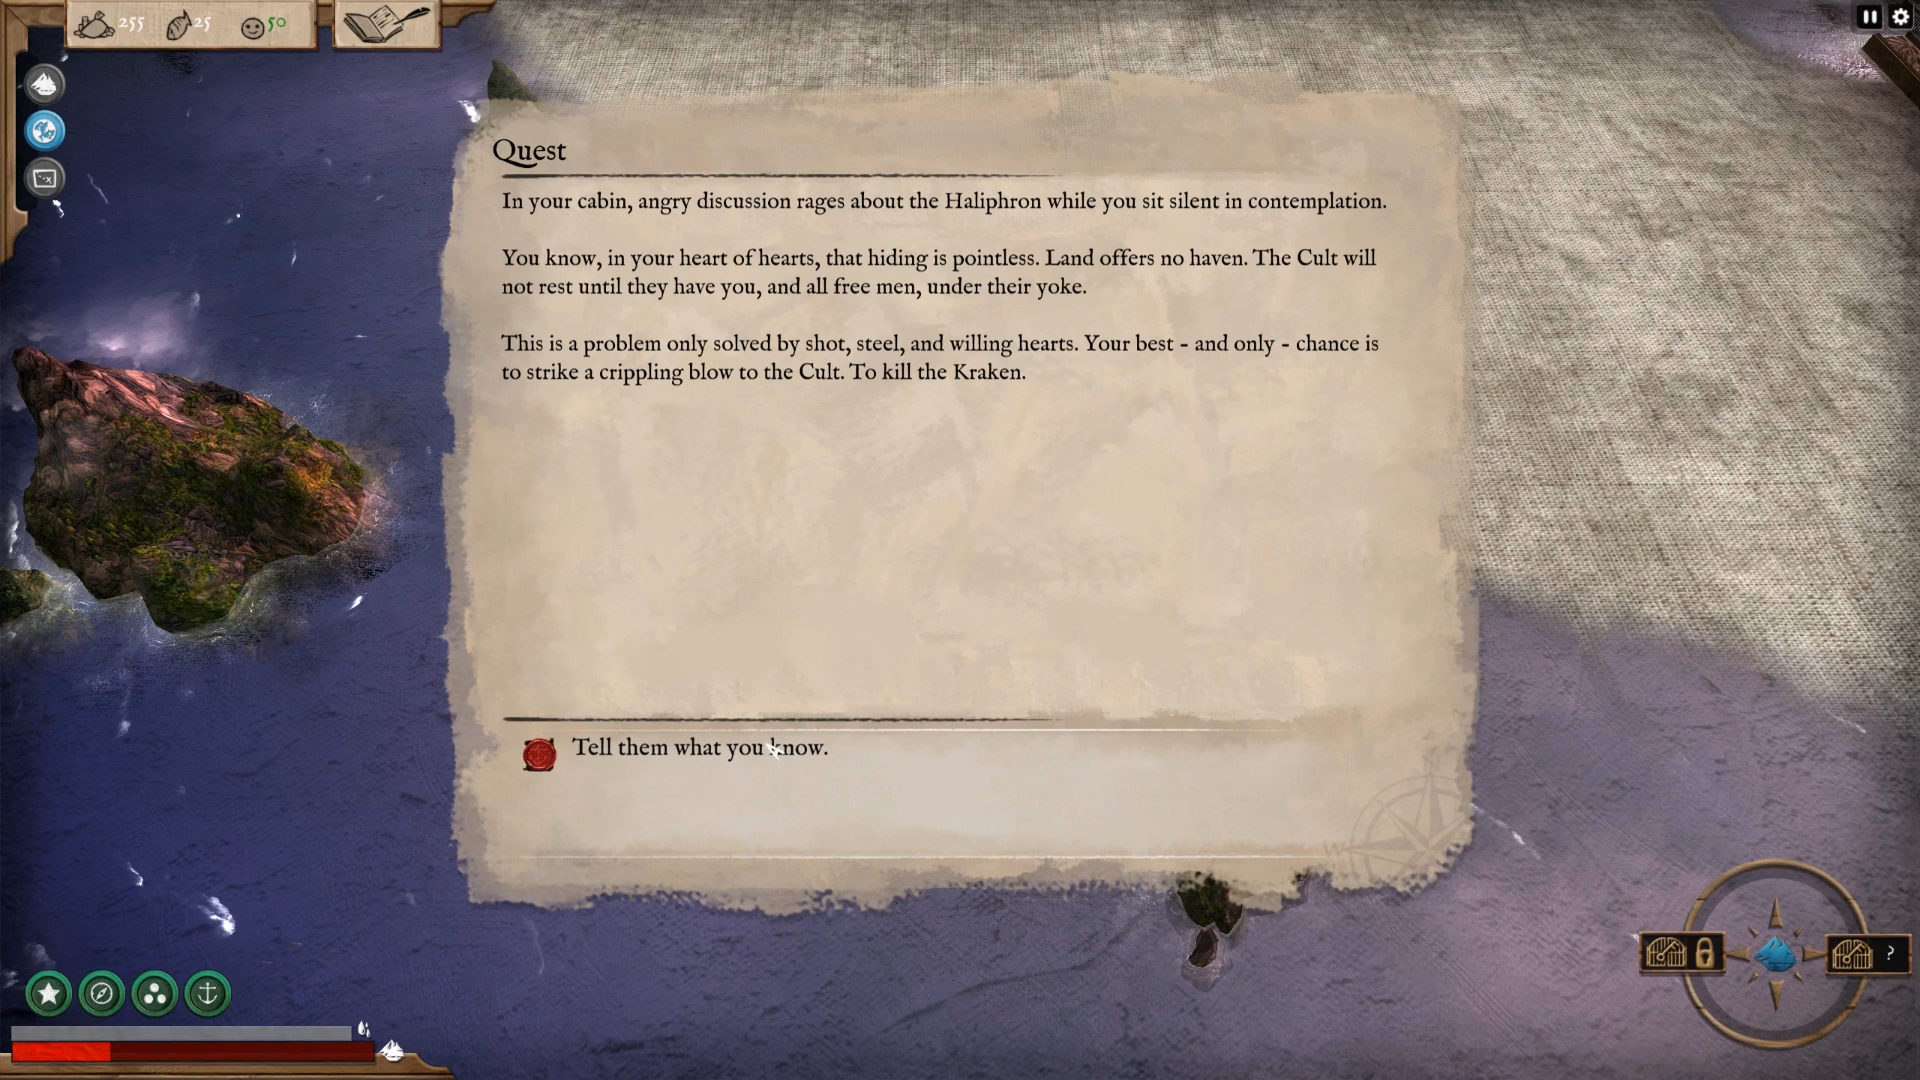 255
25
50
Quest
In your cabin, angry discussion rages about the Haliphron while you sit silent in contemplation.
You know, in your heart of hearts, that hiding is pointless. Land offers no haven. The Cult will
not rest until they have you, and all free men, under their yoke.
This is a problem only solved by shot, steel, and willing hearts. Your best - and only - chance is
to strike a crippling blow to the Cult. To kill the Kraken.
Tell them what you know.
W
?